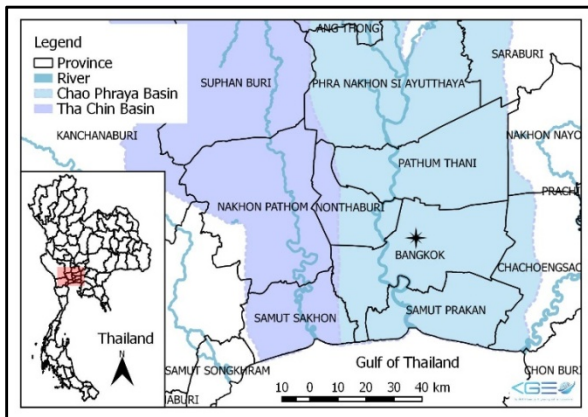 Legend
Province
River
Chao Phraya Basin
Tha Chin Basin
ANG THONG
SARABURI
SUPHAN BURI
PHRA NAKHON SI AYUTTHAYA
KANCHANABURI
NAKHON NAYO
PATHUM THANI
PRACHI
NAKHON PATHOM
NONTHABURI
BANGKOK
CHACHOENGSAO
SAMUT SAKHON
SAMUT PRAKAN
Thailand
N
SAMUT SONGKHRAM
Gulf of Thailand
CHON BURI
ABURI
10 0 10 20 30 40 km